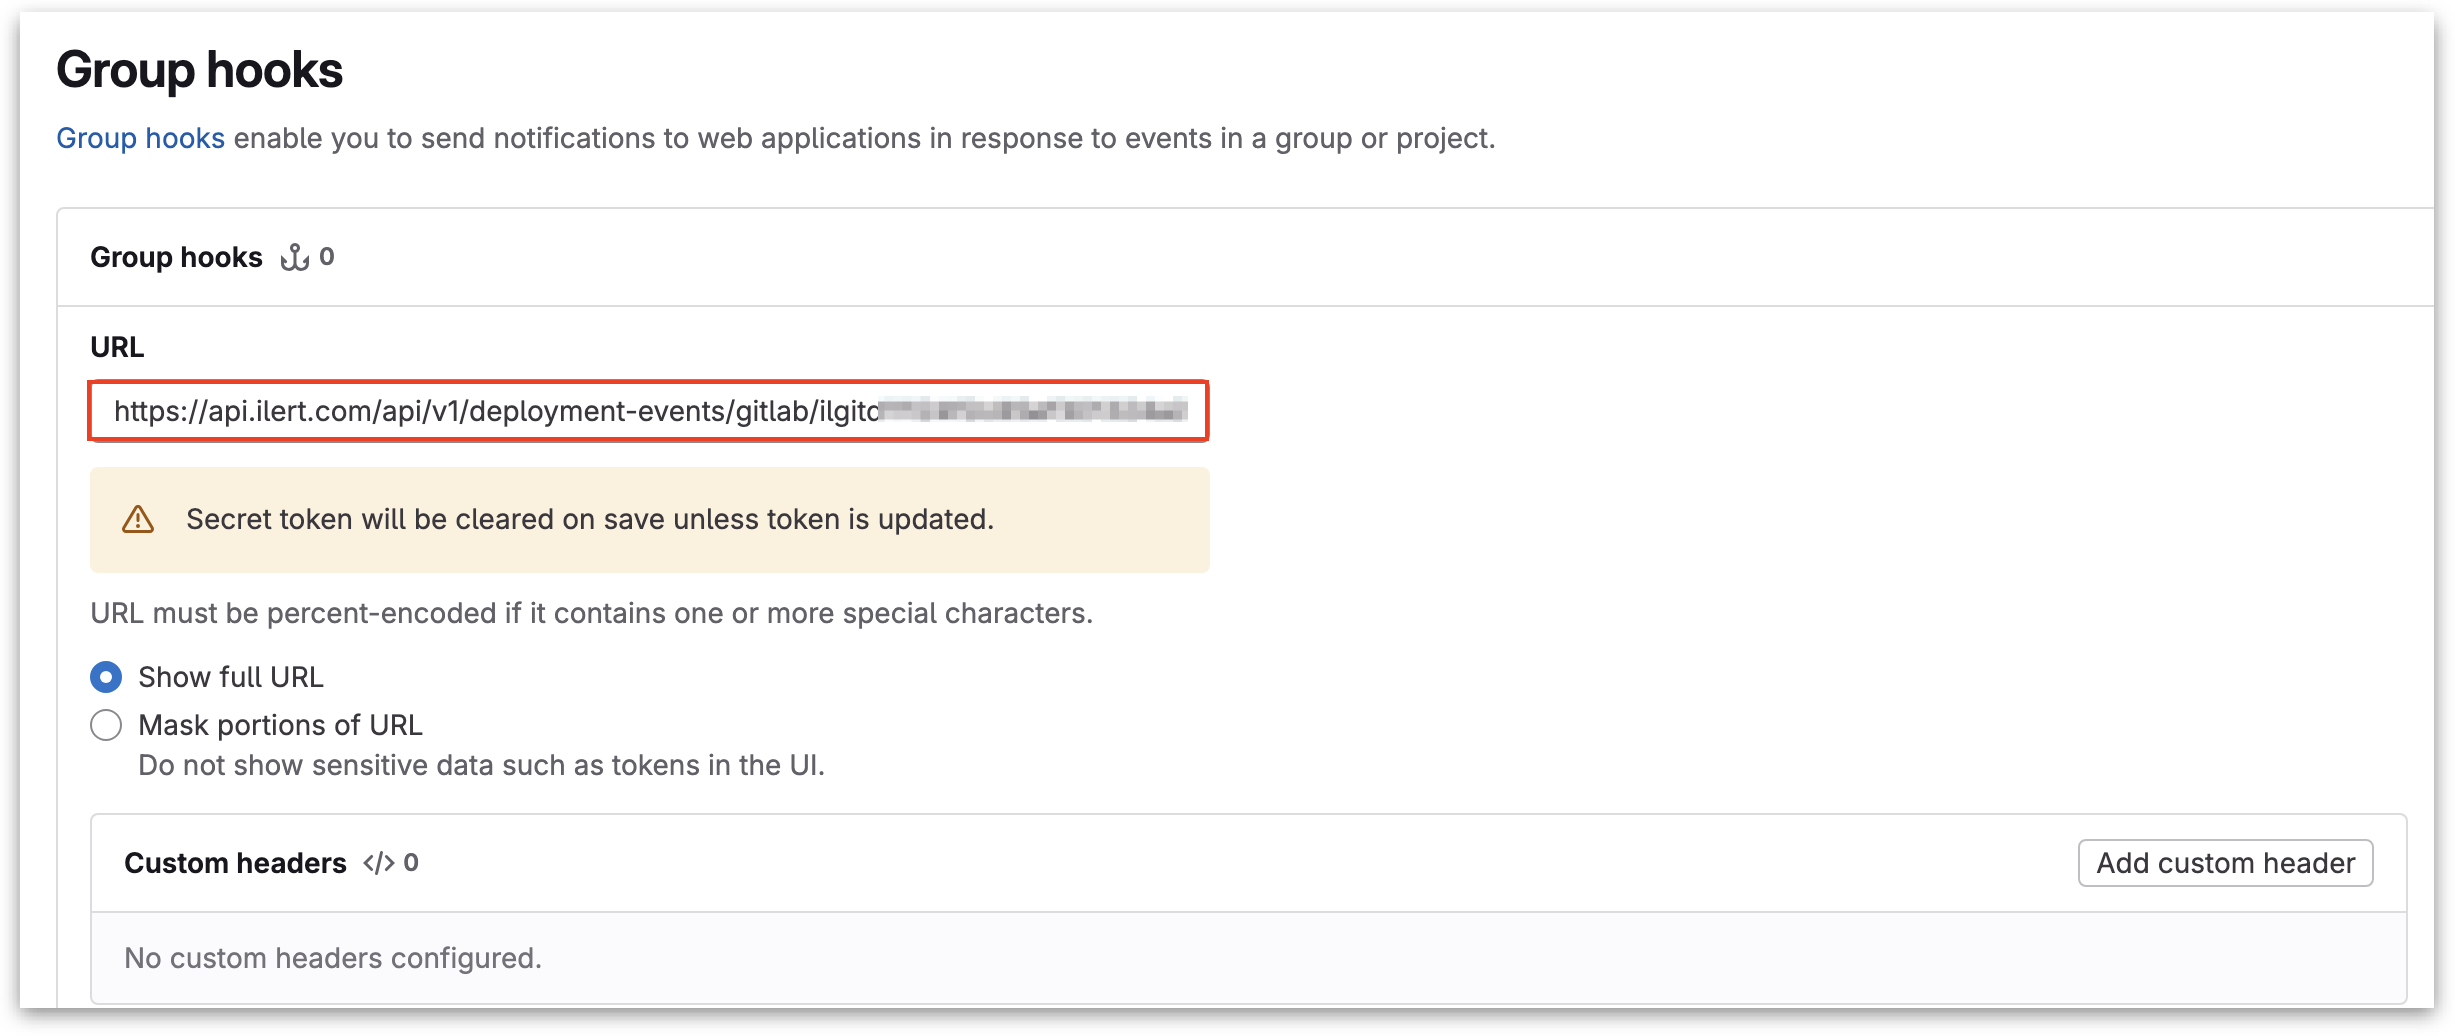 Group hooks
Group hooks enable you to send notifications to web applications in response to events in a group or project.
Group hooks 0
URL
https://api.ilert.com/api/v1/deployment-events/gitlab/ilgit
Secret token will be cleared on save unless token is updated.
URL must be percent-encoded if it contains one or more special characters.
Show full URL
Mask portions of URL
Do not show sensitive data such as tokens in the UI.
Custom headers </> 0
Add custom header
No custom headers configured.